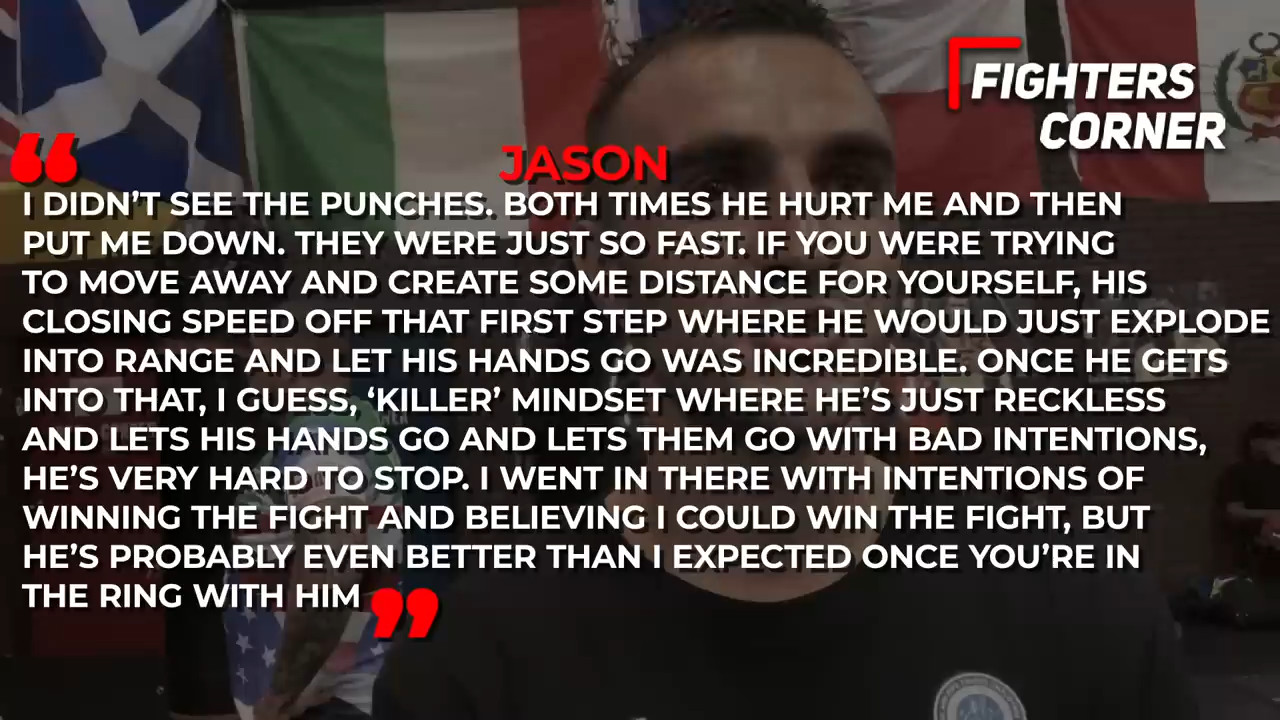 FIGHTERS
CORNER
“
JASON
I DIDN’T SEE THE PUNCHES. BOTH TIMES HE HURT ME AND THEN
PUT ME DOWN. THEY WERE JUST SO FAST. IF YOU WERE TRYING
TO MOVE AWAY AND CREATE SOME DISTANCE FOR YOURSELF, HIS
CLOSING SPEED OFF THAT FIRST STEP WHERE HE WOULD JUST EXPLODE
INTO RANGE AND LET HIS HANDS GO WAS INCREDIBLE. ONCE HE GETS
INTO THAT, I GUESS, ‘KILLER’ MINDSET WHERE HE’S JUST RECKLESS
AND LETS HIS HANDS GO AND LETS THEM GO WITH BAD INTENTIONS,
HE’S VERY HARD TO STOP. I WENT IN THERE WITH INTENTIONS OF
WINNING THE FIGHT AND BELIEVING I COULD WIN THE FIGHT, BUT
HE’S PROBABLY EVEN BETTER THAN I EXPECTED ONCE YOU’RE IN
THE RING WITH HIM ”